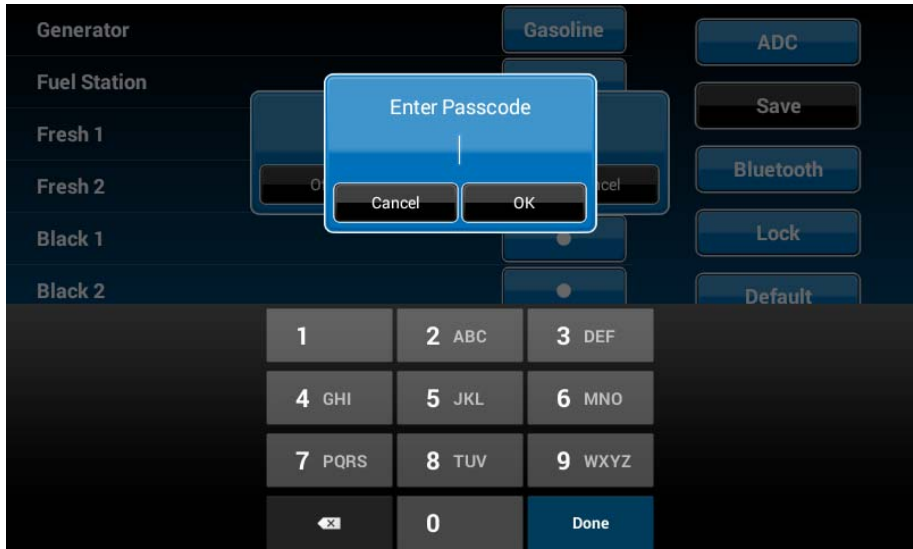 Generator Gasoline ADC
Fuel Station
Enter Passcode
Save
Fresh 1
Bluetooth
Fresh 2
Cancel OK
Lock
Black 1
Black 2
Default
1 2 ABC 3 DEF
4 GHI 5 JKL 6 MNO
7 PQRS 8 TUV 9 WXYZ
0 Done